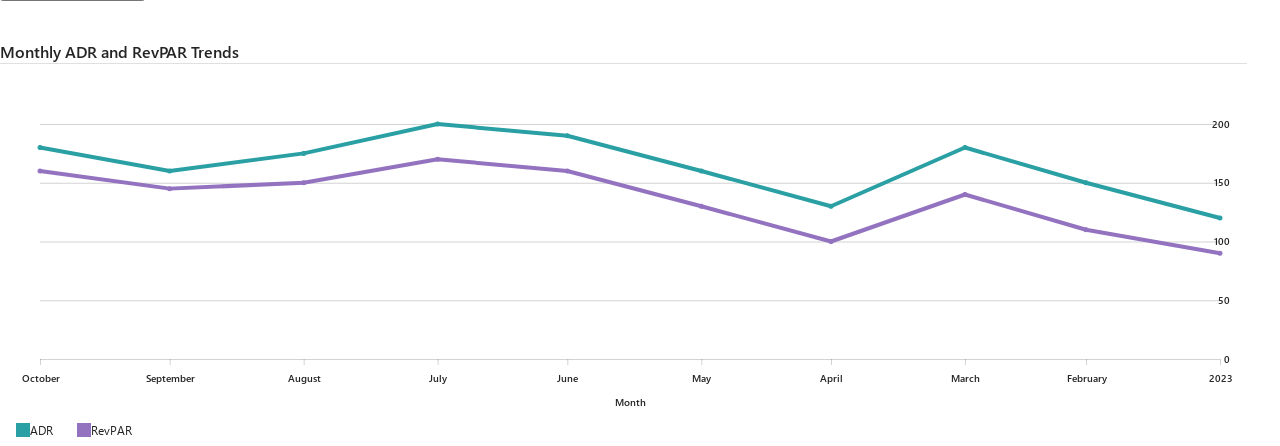 Monthly ADR and RevPAR Trends
200
150
100
50
0
October September August July June May April March February 2023
Month
ADR RevPAR